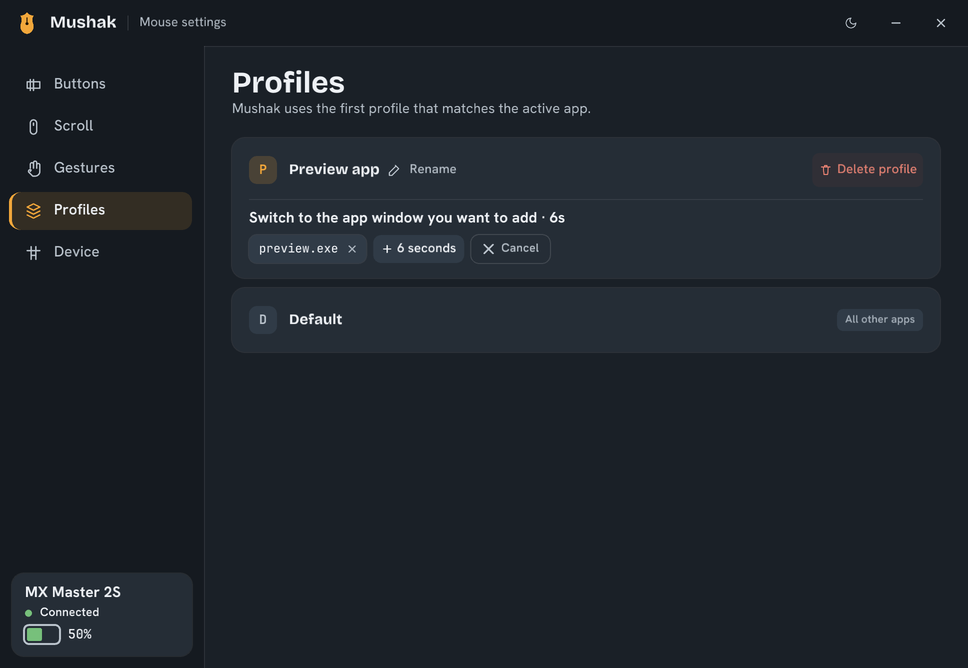 Mushak
Mouse settings
Buttons
Scroll
Gestures
Profiles
Device
MX Master 2S
Connected
50%
Profiles
Mushak uses the first profile that matches the active app.
P Preview app Rename Delete profile
Switch to the app window you want to add · 6s
preview.exe + 6 seconds Cancel
D Default All other apps